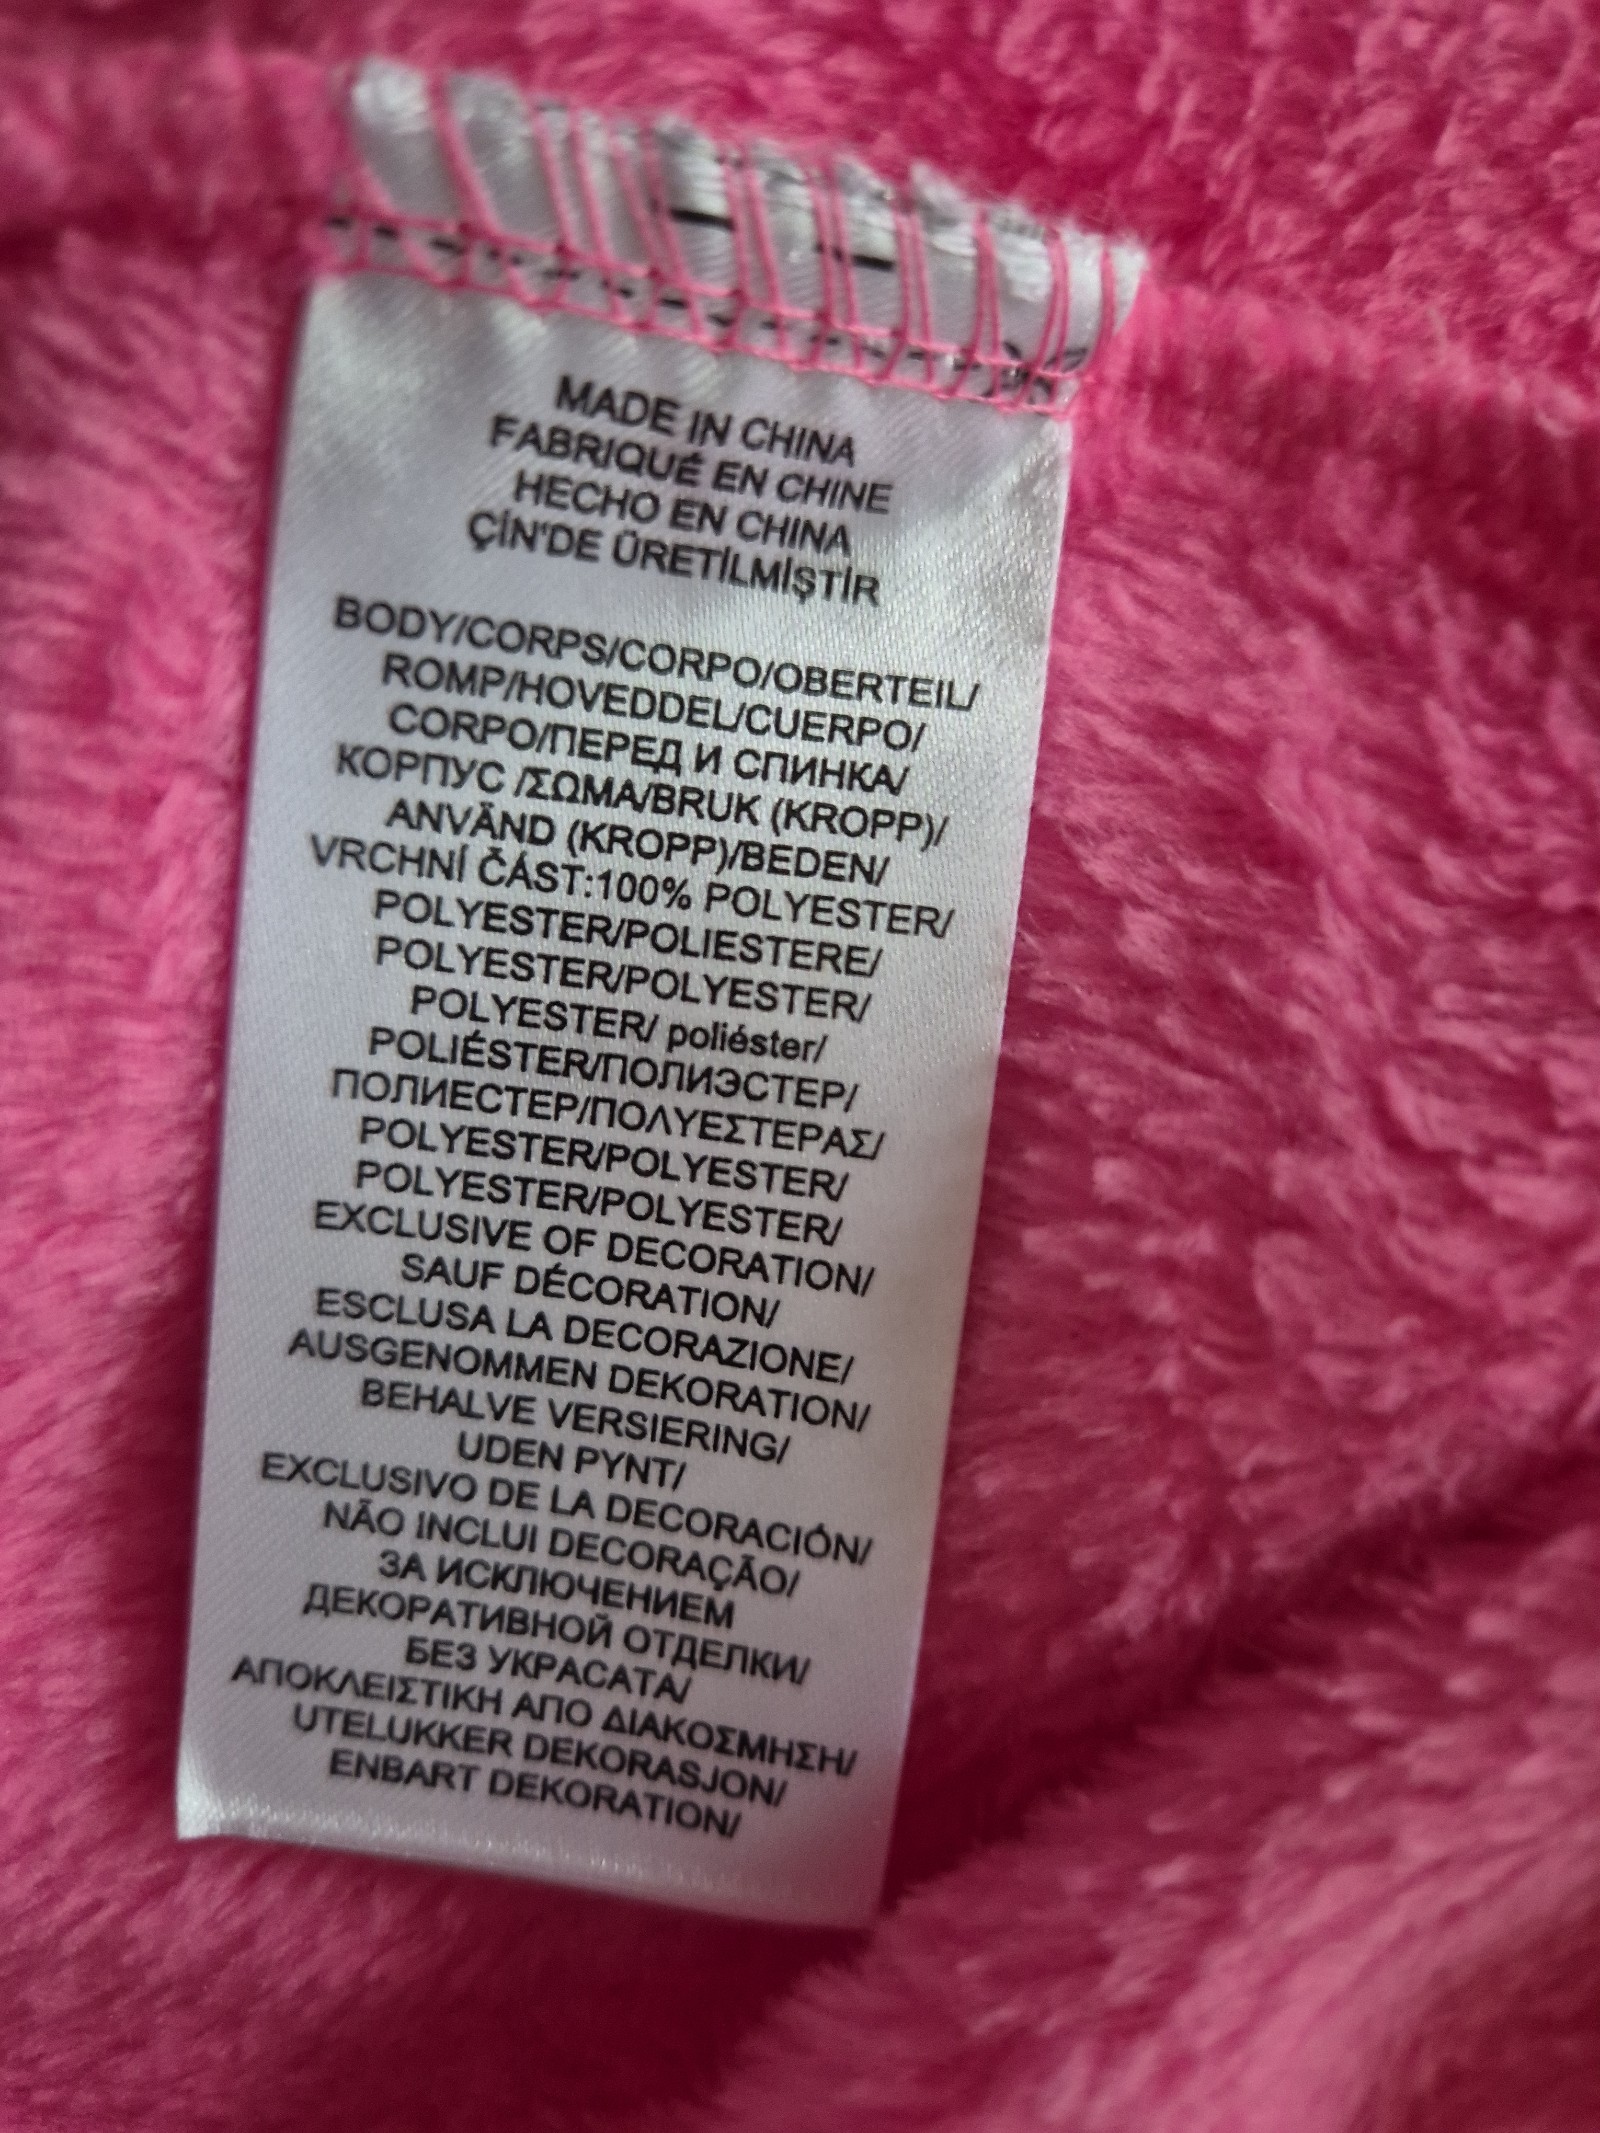 MADE IN CHINA
FABRIQUÉ EN CHINE
HECHO EN CHINA
ÇİN'DE ÜRETİLMİŞTİR
BODY/CORPS/CORPO/OBERTEIL/
ROMP/HOVEDDEL/CUERPO/
CORPO/ПЕРЕД И СПИНКА/
КОРПУС /ΣΩΜΑ/BRUK (KROPP)/
ANVÄND (KROPP)/BEDEN/
VRCHNÍ ČÁST:100% POLYESTER/
POLYESTER/POLIESTERE/
POLYESTER/POLYESTER/
POLYESTER/ poliéster/
POLIÉSTER/ПОЛИЭСТЕР/
ПОЛИЕСТЕР/ΠΟΛΥΕΣΤΕΡΑΣ/
POLYESTER/POLYESTER/
POLYESTER/POLYESTER/
EXCLUSIVE OF DECORATION/
SAUF DÉCORATION/
ESCLUSA LA DECORAZIONE/
AUSGENOMMEN DEKORATION/
BEHALVE VERSIERING/
UDEN PYNT/
EXCLUSIVO DE LA DECORACIÓN/
NÃO INCLUI DECORAÇÃO/
ЗА ИСКЛЮЧЕНИЕМ
ДЕКОРАТИВНОЙ ОТДЕЛКИ/
БЕЗ УКРАСАТА/
ΑΠΟΚΛΕΙΣΤΙΚΗ ΑΠΟ ΔΙΑΚΟΣΜΗΣΗ/
UTELUKKER DEKORASJON/
ENBART DEKORATION/